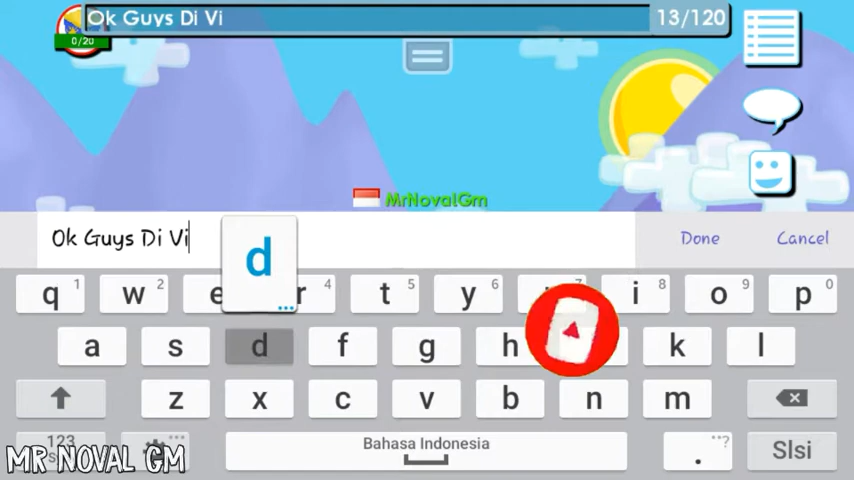 Ok Guys Di Vi 13/120
0/20
MrNovalGm
Ok Guys Di Vi Done Cancel
d
q 1 w 2 e r 4 t 5 y 6 7 i 8 o 9 p 0
a s d f g h k l
z x c v b n m
123 Bahasa Indonesia . ? Slsi
MR NOVAL GM